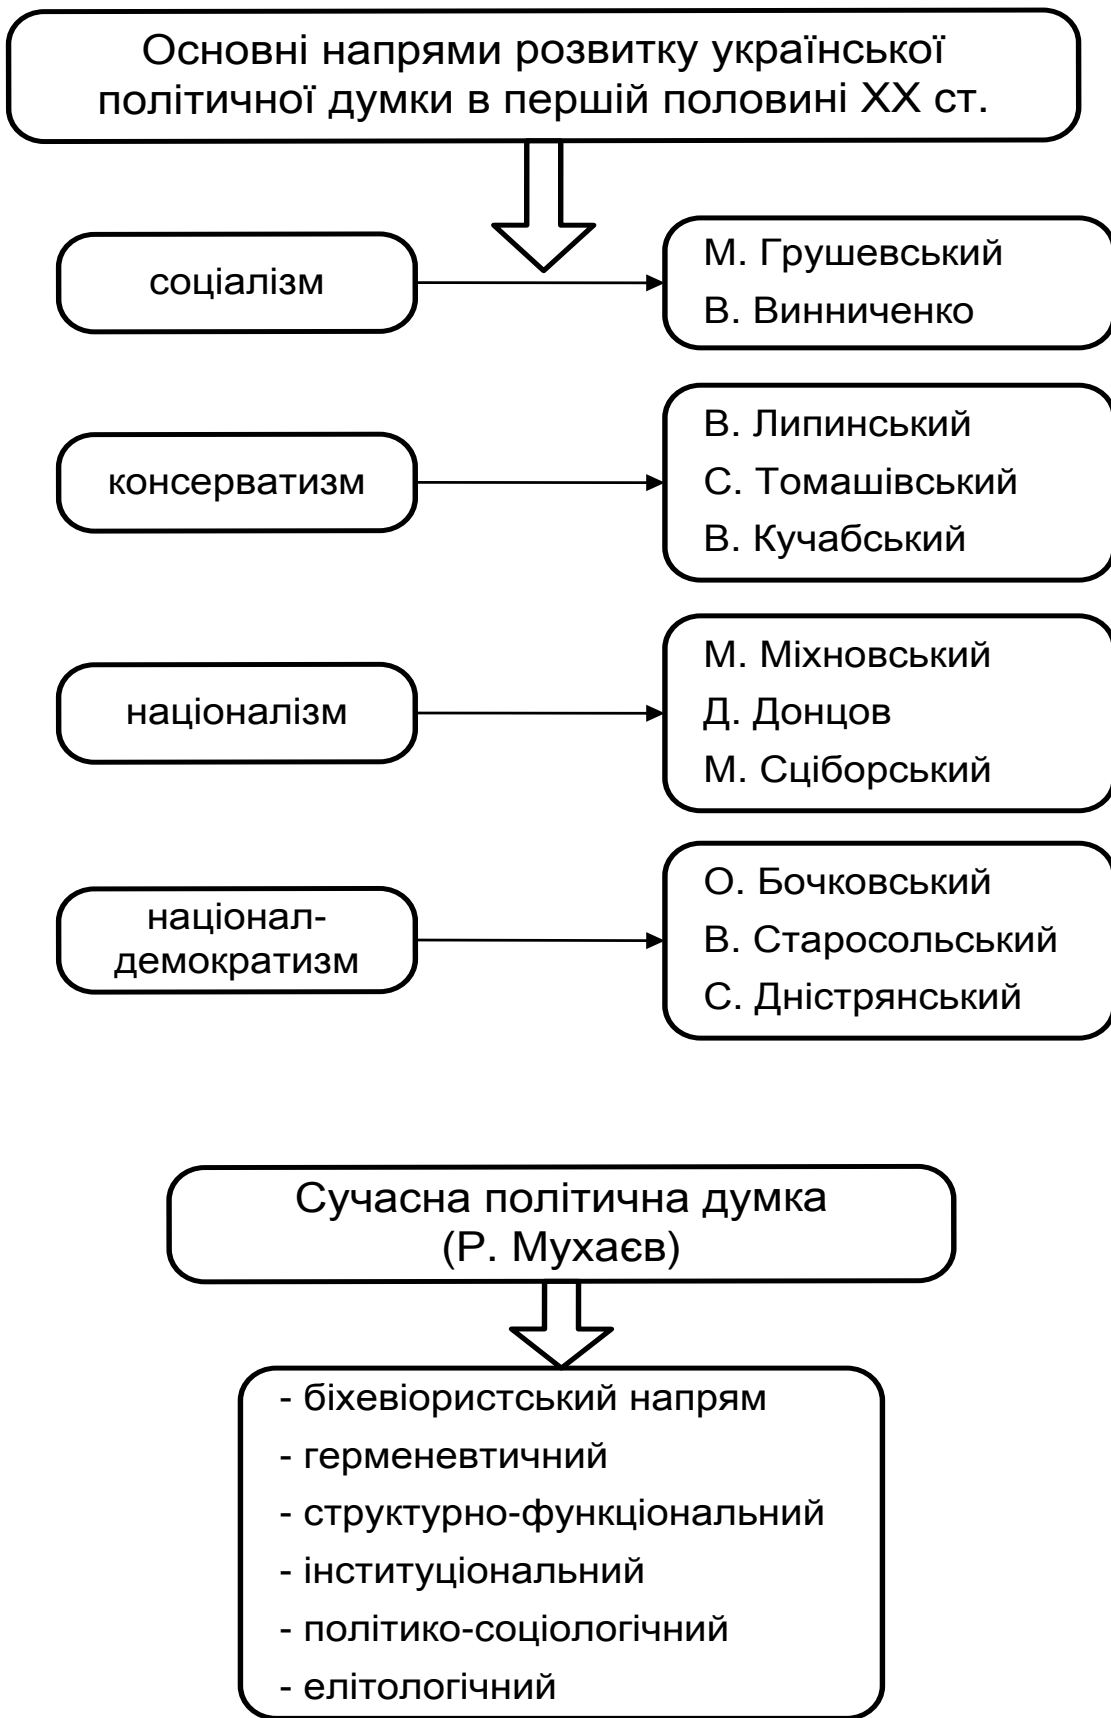 Основні напрями розвитку української
політичної думки в першій половині XX ст.
соціалізм
М. Грушевський
В. Винниченко
консерватизм
В. Липинський
С. Томашівський
В. Кучабський
націоналізм
М. Міхновський
Д. Донцов
М. Сціборський
націонал-
демократизм
О. Бочковський
В. Старосольський
С. Дністрянський
Сучасна політична думка
(Р. Мухаєв)
- біхевіористський напрям
- герменевтичний
- структурно-функціональний
- інституціональний
- політико-соціологічний
- елітологічний